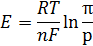 E = RT/nF ln π/p